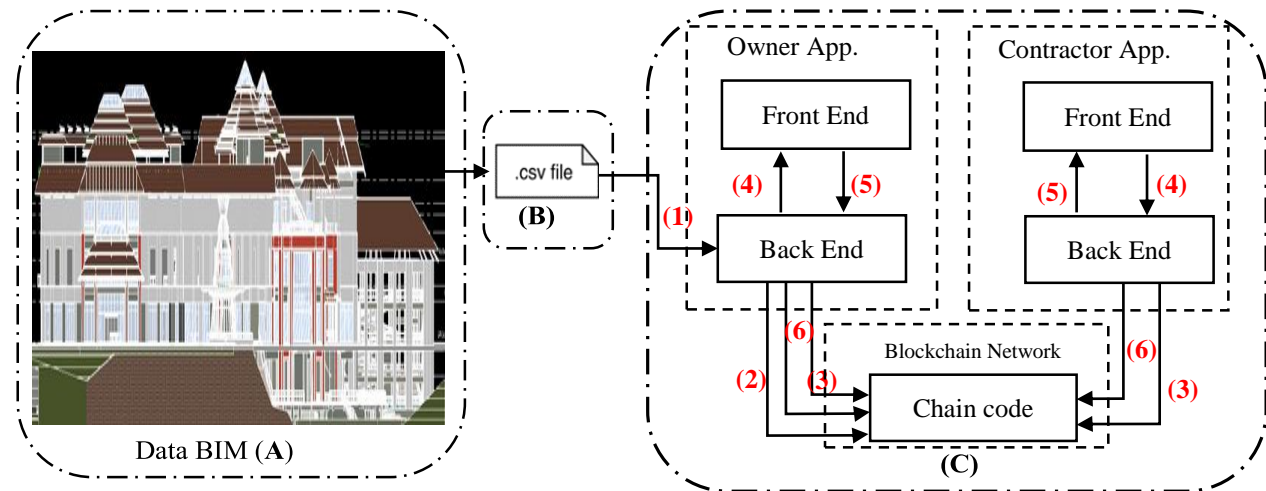 Owner App.
Contractor App.
Front End
Front End
.csv file
(4)
(5)
(5)
(4)
(B)
(1)
Back End
Back End
(6)
Blockchain Network
(6)
(2)
(3)
(3)
Chain code
Data BIM (A)
(C)